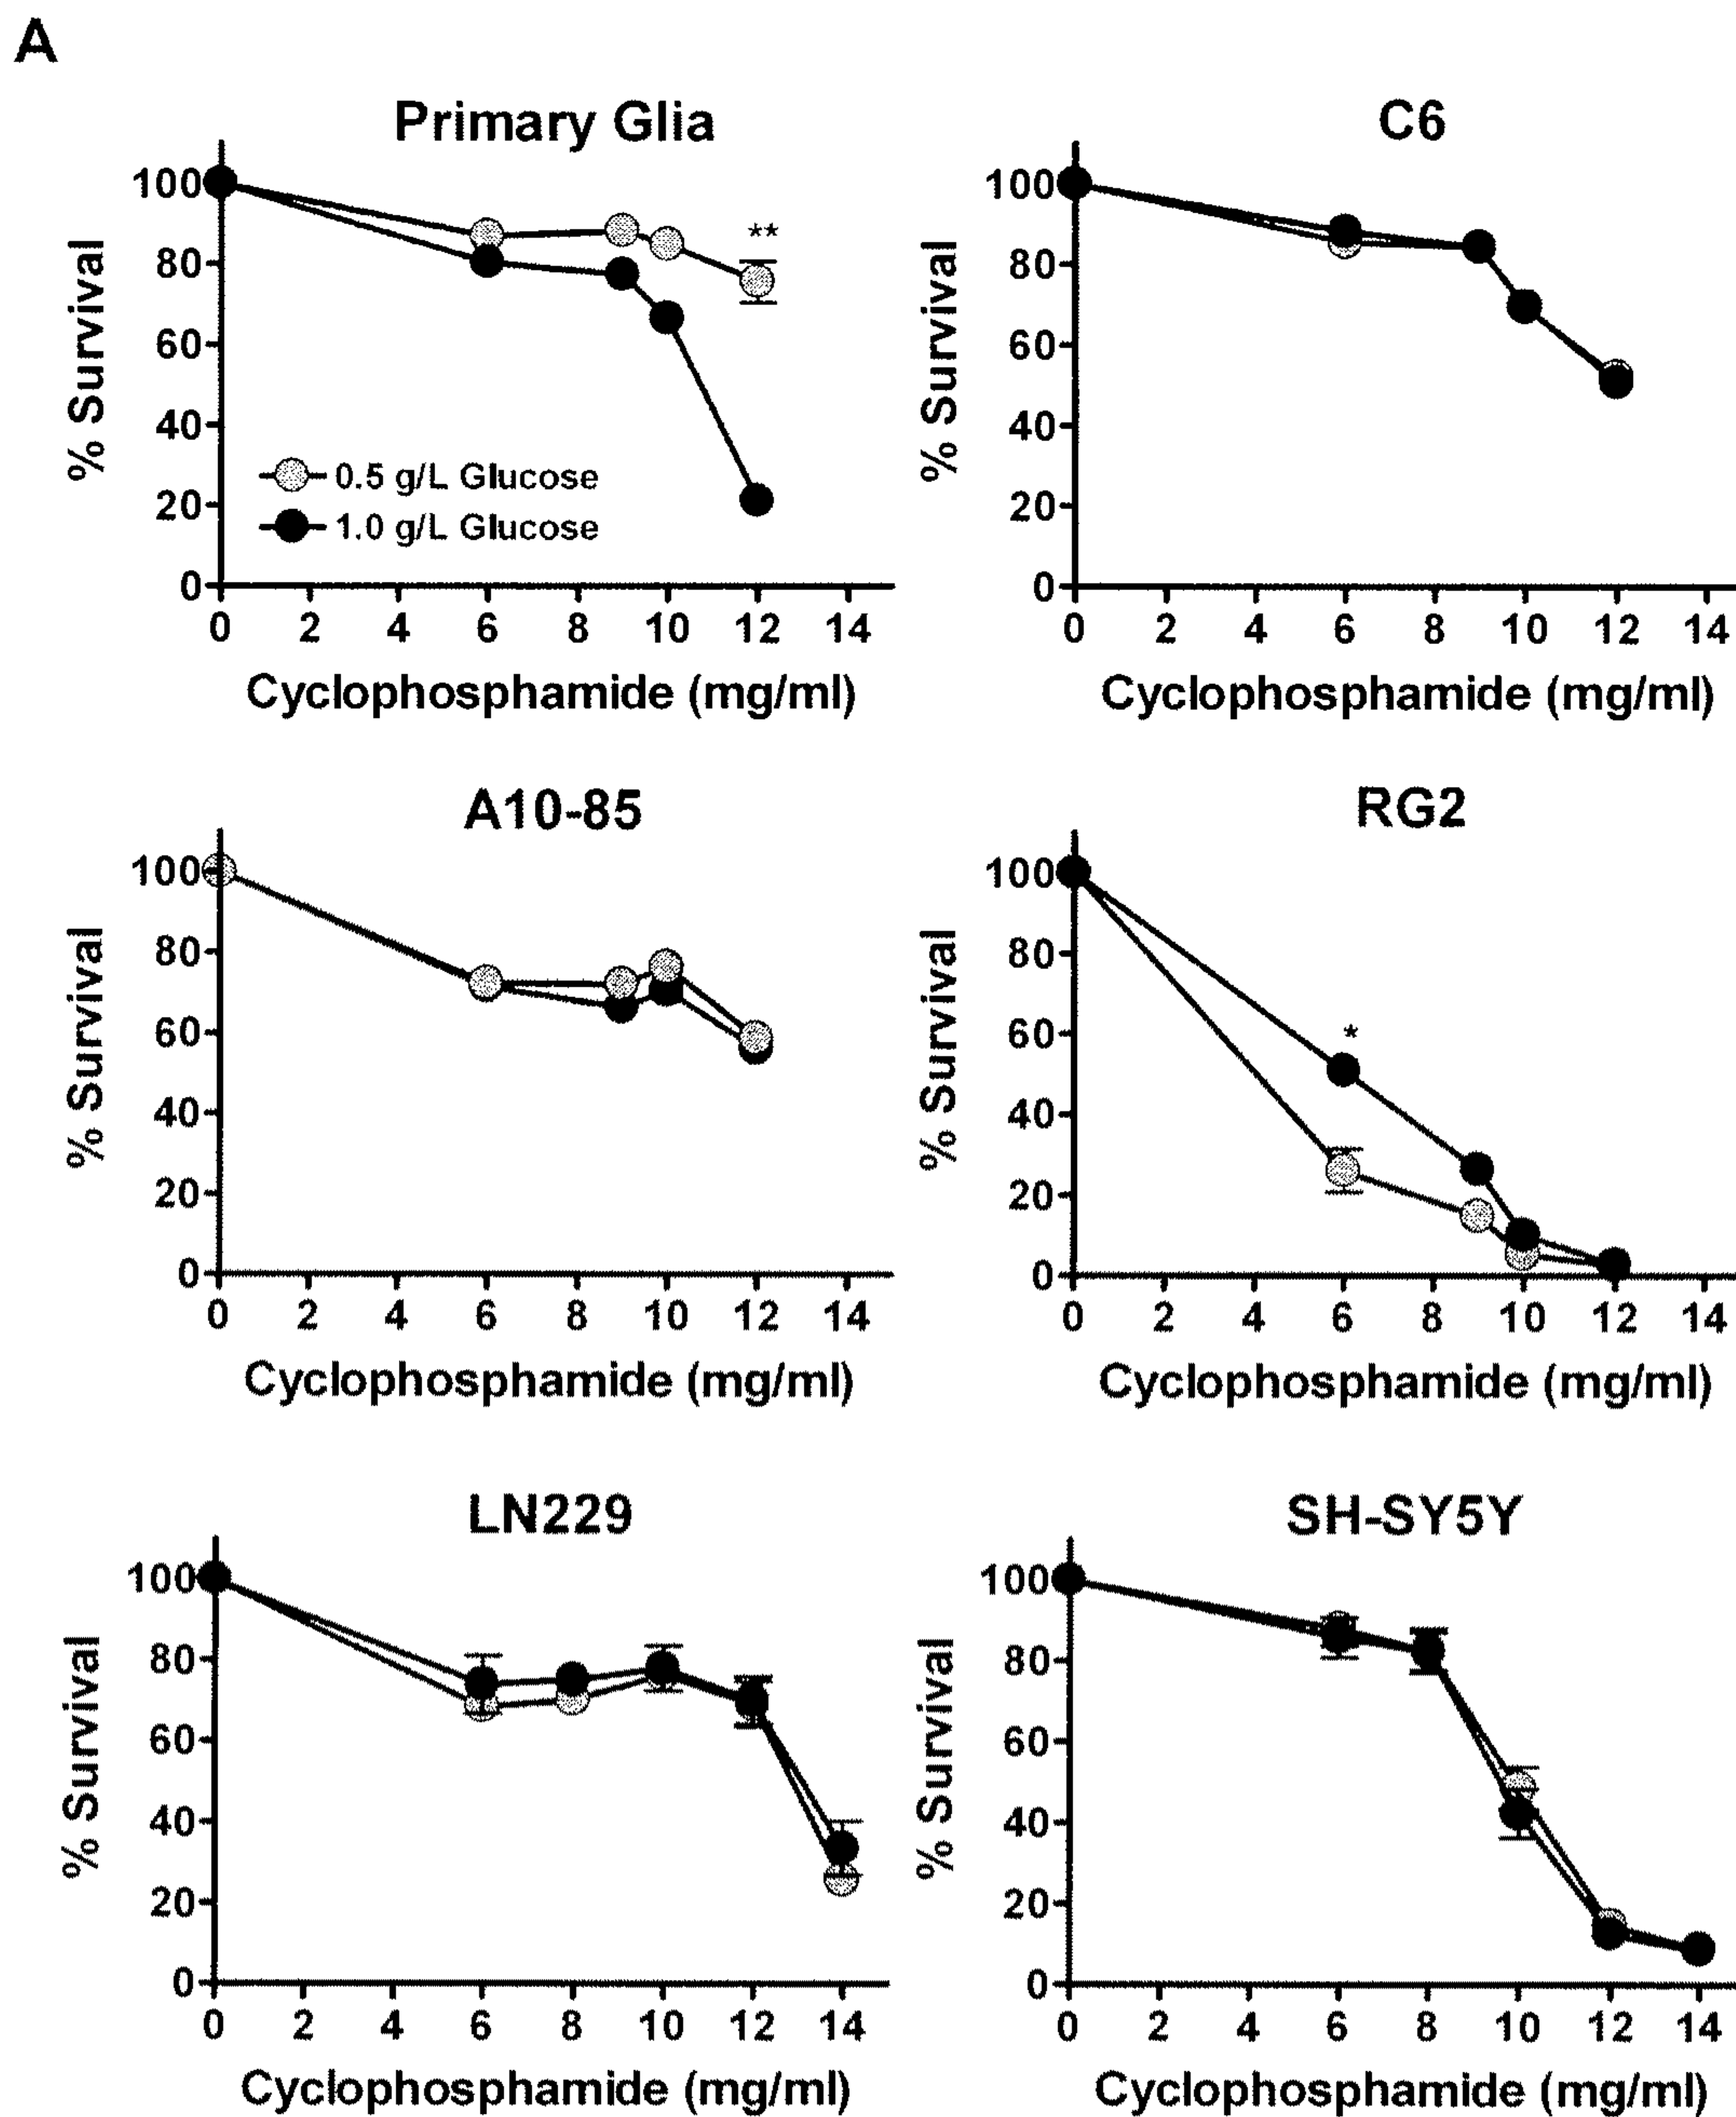 A
Primary Glia
% Survival
100
80
60
40
20
0
**
0.5 g/L Glucose
1.0 g/L Glucose
0 2 4 6 8 10 12 14
Cyclophosphamide (mg/ml)
C6
% Survival
100
80
60
40
20
0
0 2 4 6 8 10 12 14
Cyclophosphamide (mg/ml)
A10-85
% Survival
100
80
60
40
20
0
0 2 4 6 8 10 12 14
Cyclophosphamide (mg/ml)
RG2
% Survival
100
80
60
40
20
0
*
0 2 4 6 8 10 12 14
Cyclophosphamide (mg/ml)
LN229
% Survival
100
80
60
40
20
0
0 2 4 6 8 10 12 14
Cyclophosphamide (mg/ml)
SH-SY5Y
% Survival
100
80
60
40
20
0
0 2 4 6 8 10 12 14
Cyclophosphamide (mg/ml)